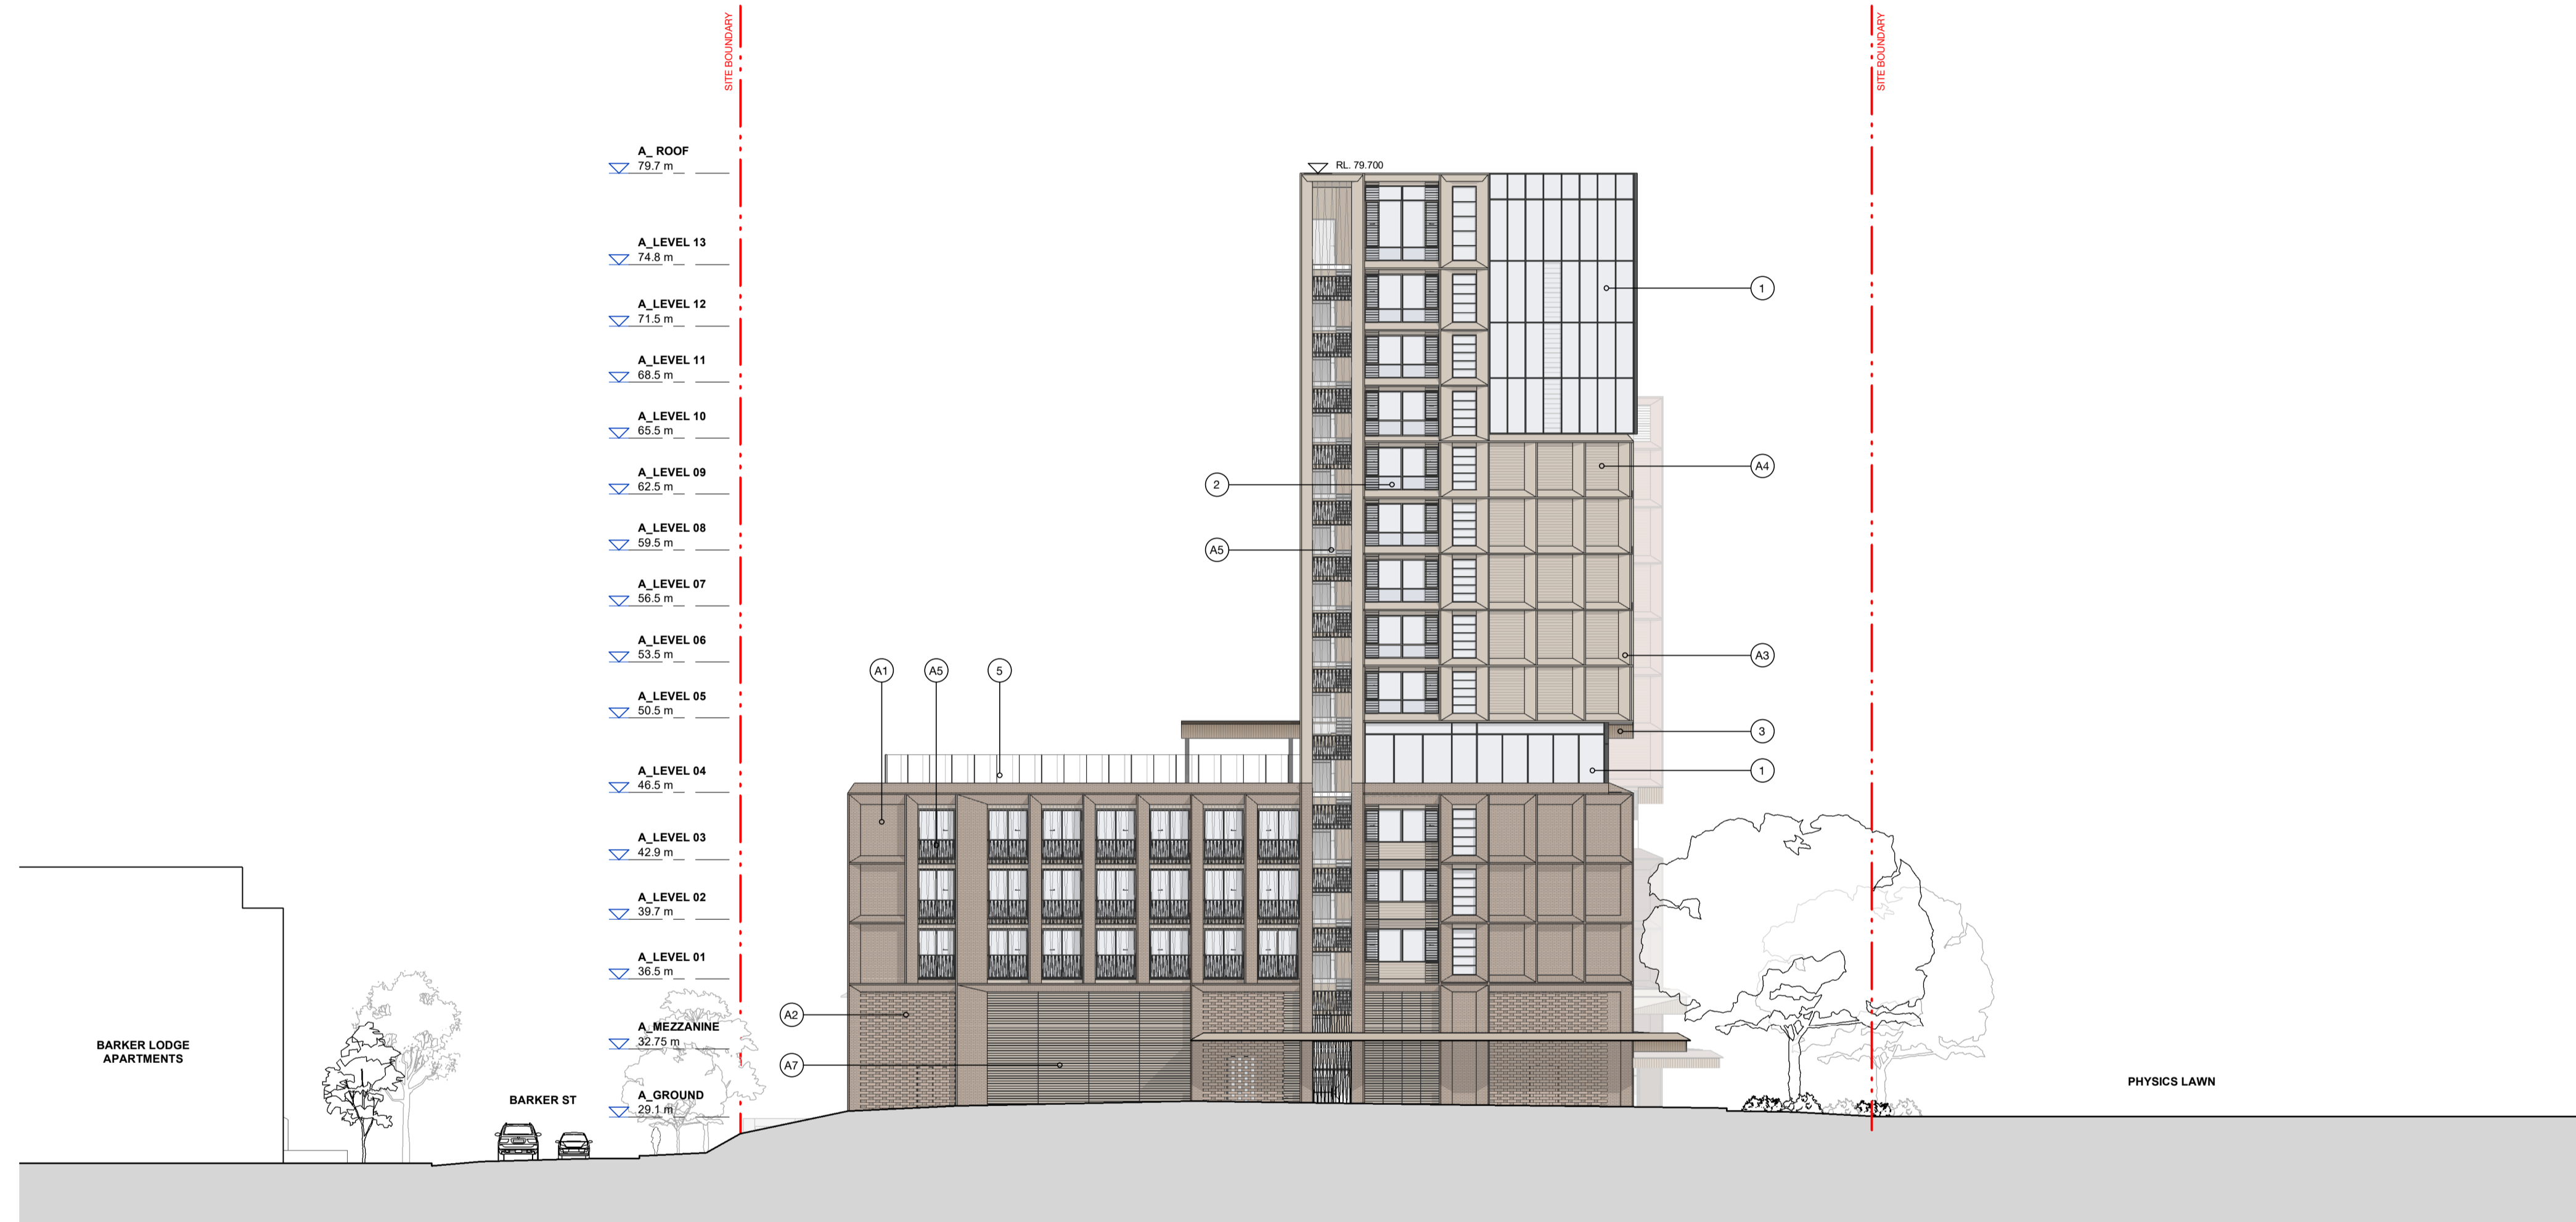 SITE BOUNDARY
SITE BOUNDARY
A_ ROOF
79.7 m
RL. 79.700
A_LEVEL 13
74.8 m
1
A_LEVEL 12
71.5 m
A_LEVEL 11
68.5 m
A_LEVEL 10
65.5 m
A_LEVEL 09
62.5 m
A4
2
A_LEVEL 08
59.5 m
A5
A_LEVEL 07
56.5 m
A_LEVEL 06
53.5 m
A3
A1
A5
5
A_LEVEL 05
50.5 m
3
A_LEVEL 04
46.5 m
1
A_LEVEL 03
42.9 m
A_LEVEL 02
39.7 m
A_LEVEL 01
36.5 m
A2
A_MEZZANINE
32.75 m
BARKER LODGE
APARTMENTS
A7
PHYSICS LAWN
BARKER ST
A_GROUND
29.1 m